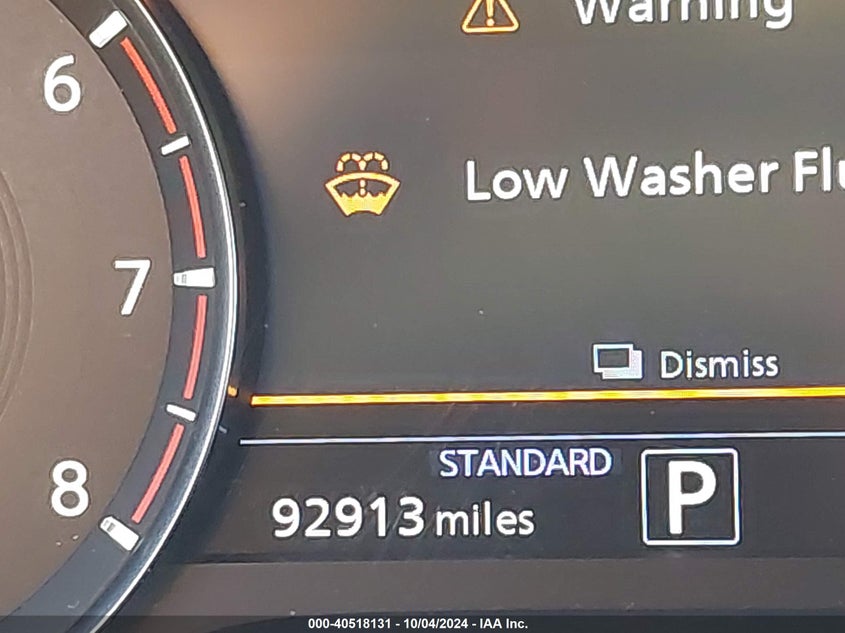 Warning
6
Low Washer Flu
7
Dismiss
STANDARD
P
8
92913 miles
000-40518131 - 10/04/2024 - IAA Inc.